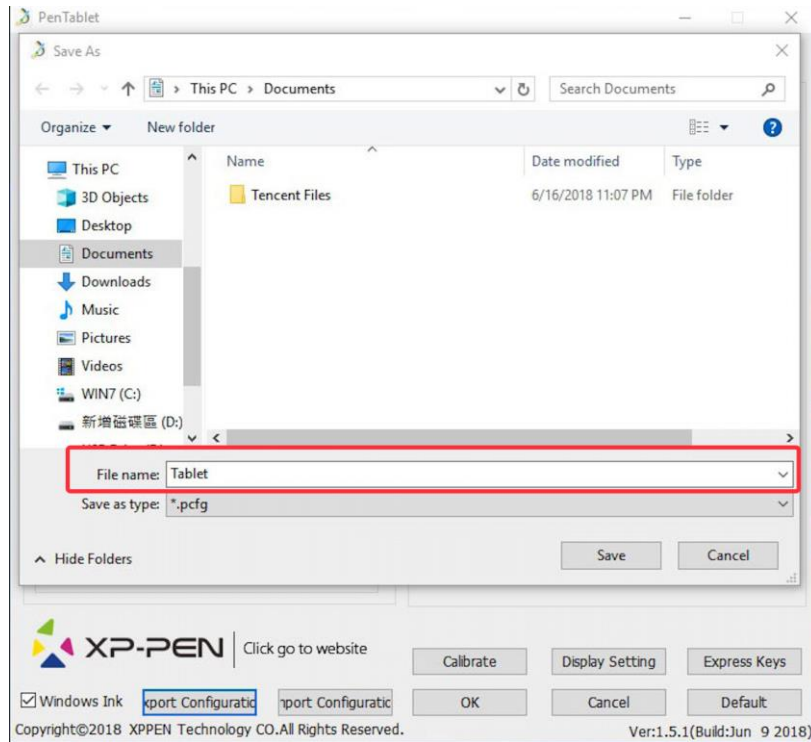 PenTablet
Save As
This PC > Documents
Search Documents
Organize
New folder
Name
Date modified
Type
This PC
3D Objects
Desktop
Documents
Downloads
Music
Pictures
Videos
WIN7 (C:)
新增磁碟區 (D:)
Tencent Files
6/16/2018 11:07 PM
File folder
File name: Tablet
Save as type: *.pcfg
Hide Folders
Save
Cancel
XP-PEN
Click go to website
Calibrate
Display Setting
Express Keys
Windows Ink
xport Configuratic
nport Configuratic
OK
Cancel
Default
Copyright©2018 XPPEN Technology CO.All Rights Reserved.
Ver:1.5.1(Build:Jun 9 2018)